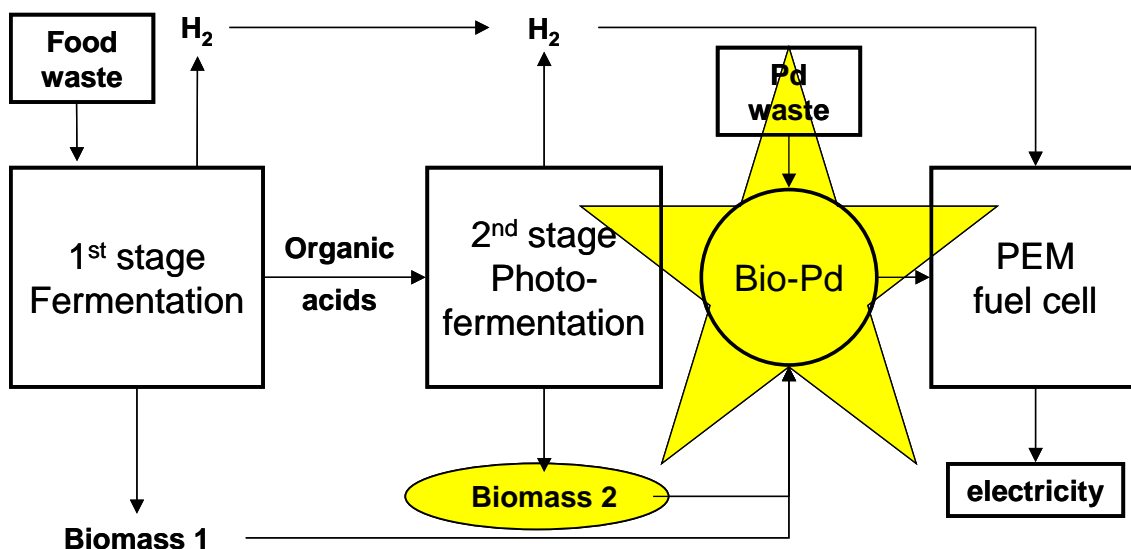 Food
waste
H₂
H₂
Pd
waste
1st stage
Fermentation
Organic
acids
2nd stage
Photo-
fermentation
Bio-Pd
PEM
fuel cell
Biomass 2
electricity
Biomass 1